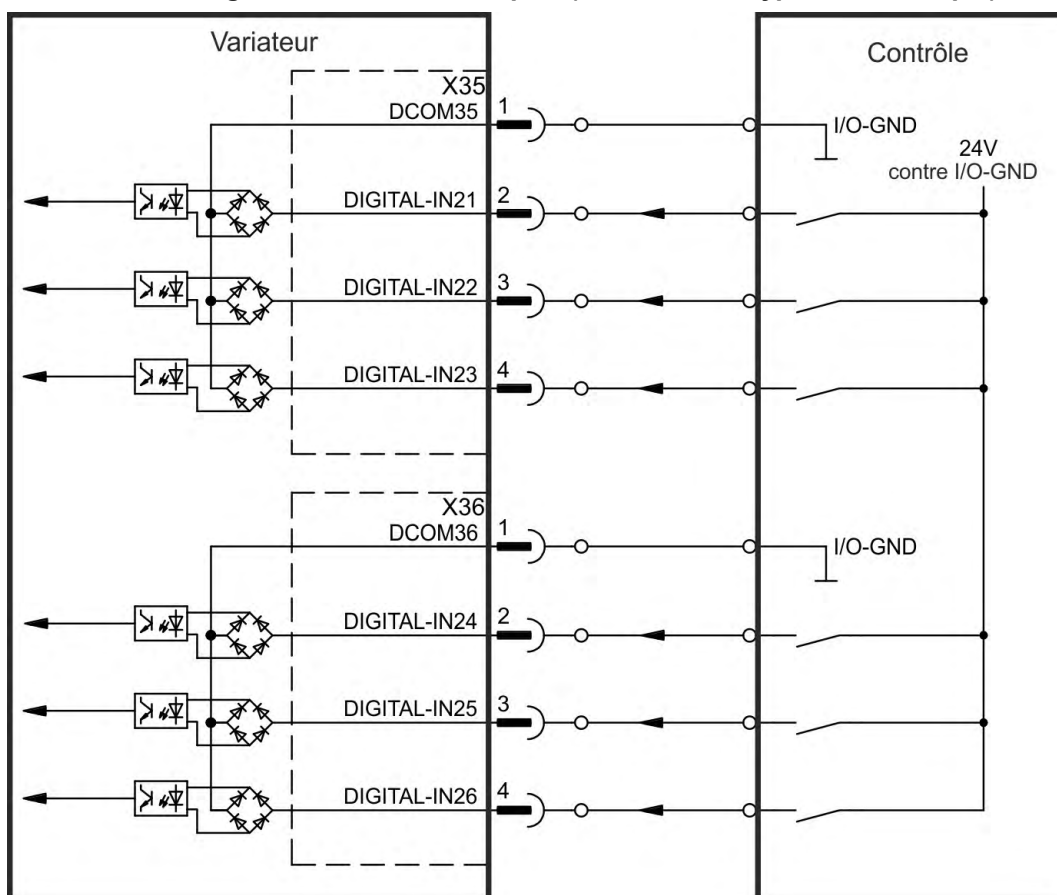 Variateur
Contrôle
X35
DCOM35
1
I/O-GND
24V
contre I/O-GND
DIGITAL-IN21
2
DIGITAL-IN22
3
DIGITAL-IN23
4
X36
DCOM36
1
I/O-GND
DIGITAL-IN24
2
DIGITAL-IN25
3
DIGITAL-IN26
4